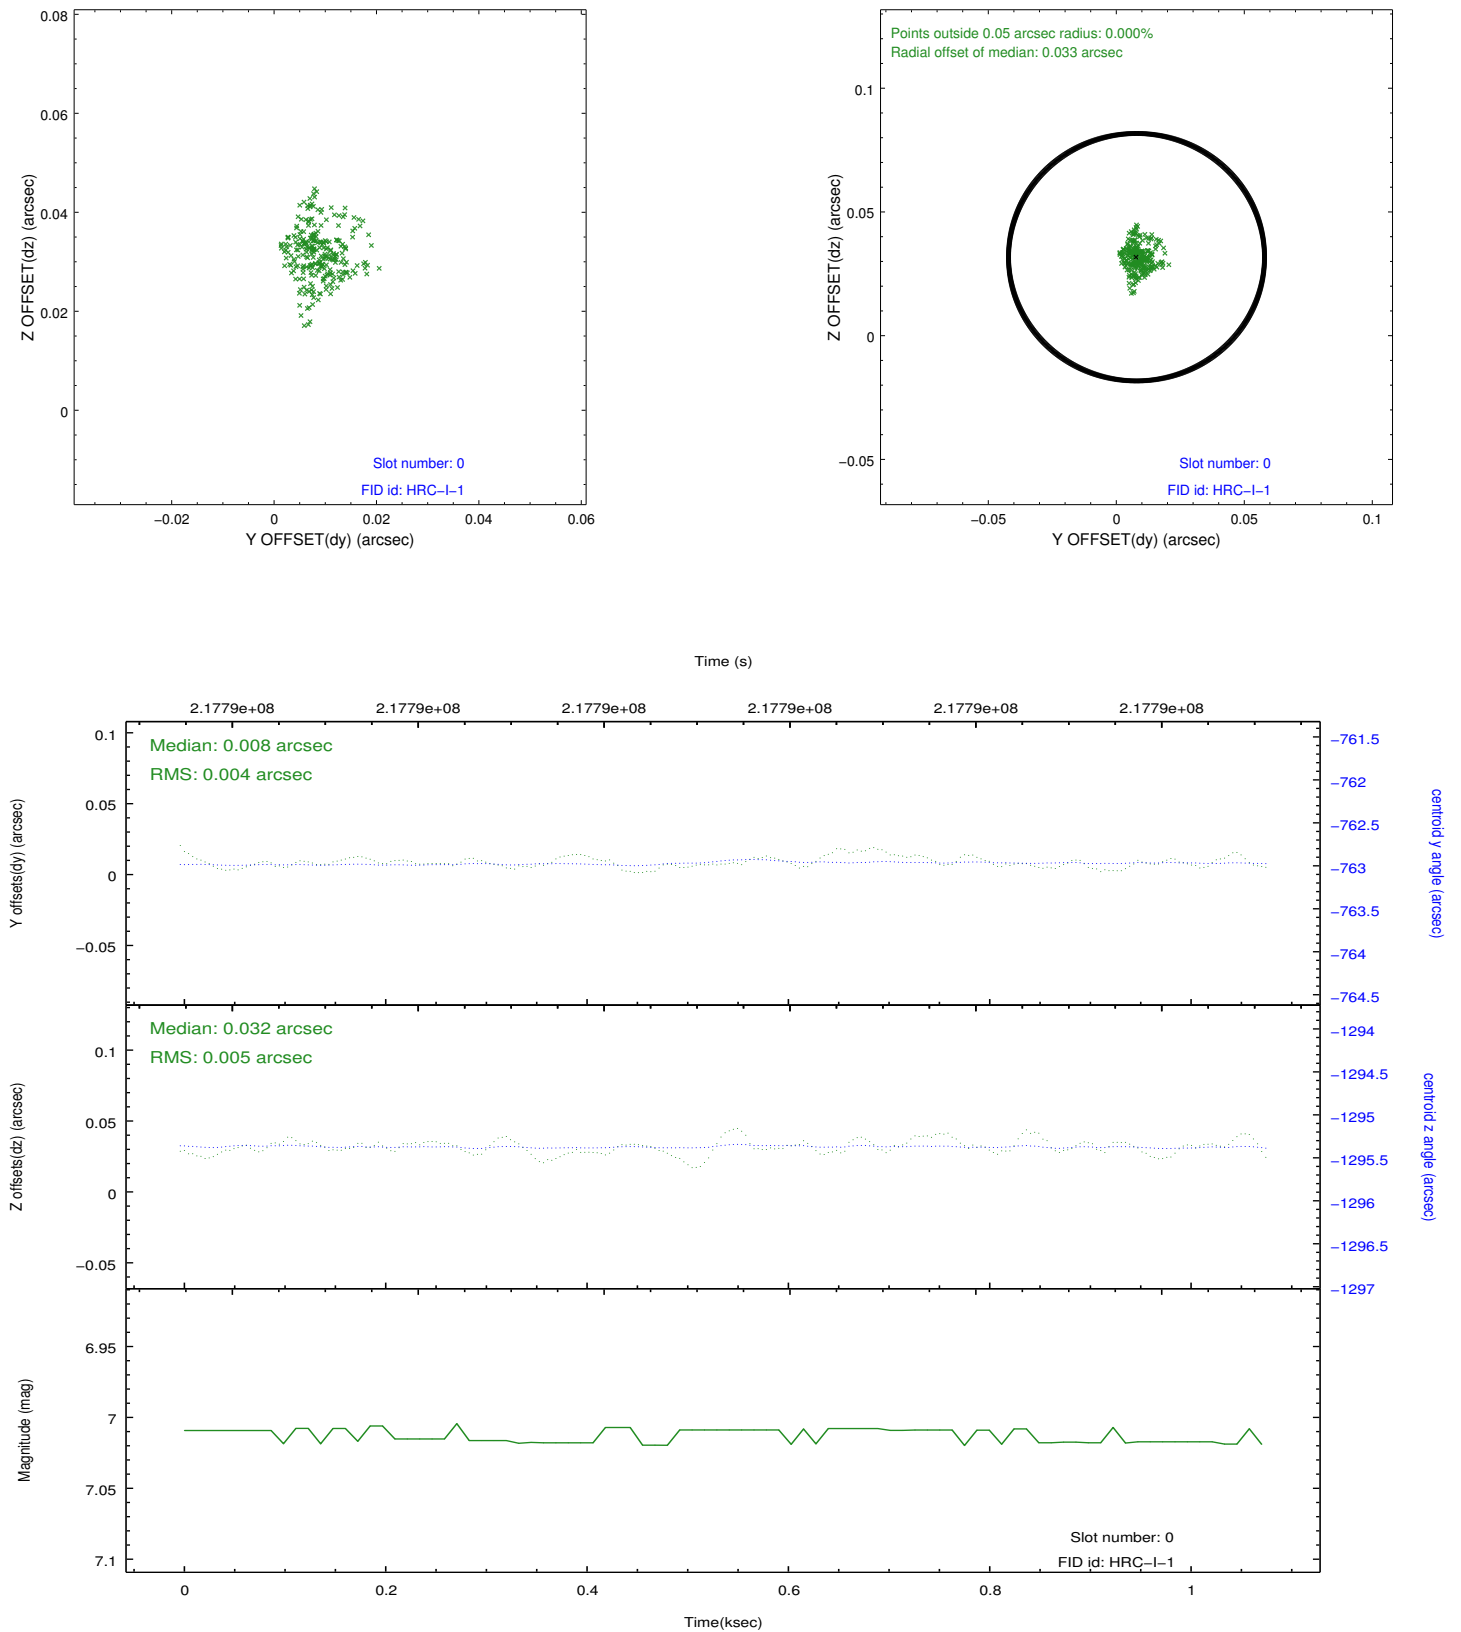 0.08
0.06
0.04
0.02
0
Z OFFSET(dz) (arcsec)
Slot number: 0
FID id: HRC−I−1
−0.02 0 0.02 0.04 0.06
Y OFFSET(dy) (arcsec)
Points outside 0.05 arcsec radius: 0.000%
Radial offset of median: 0.033 arcsec
0.1
0.05
0
−0.05
Z OFFSET(dz) (arcsec)
Slot number: 0
FID id: HRC−I−1
−0.05 0 0.05 0.1
Y OFFSET(dy) (arcsec)
Time (s)
2.1779e+08 2.1779e+08 2.1779e+08 2.1779e+08 2.1779e+08 2.1779e+08
Median: 0.008 arcsec
RMS: 0.004 arcsec
0.1
0.05
0
−0.05
Y offsets(dy) (arcsec)
−761.5
−762
−762.5
−763
−763.5
−764
−764.5
centroid y angle (arcsec)
Median: 0.032 arcsec
RMS: 0.005 arcsec
0.1
0.05
0
−0.05
Z offsets(dz) (arcsec)
−1294
−1294.5
−1295
−1295.5
−1296
−1296.5
−1297
centroid z angle (arcsec)
6.95
7
7.05
7.1
Magnitude (mag)
Slot number: 0
FID id: HRC−I−1
0 0.2 0.4 0.6 0.8 1
Time(ksec)